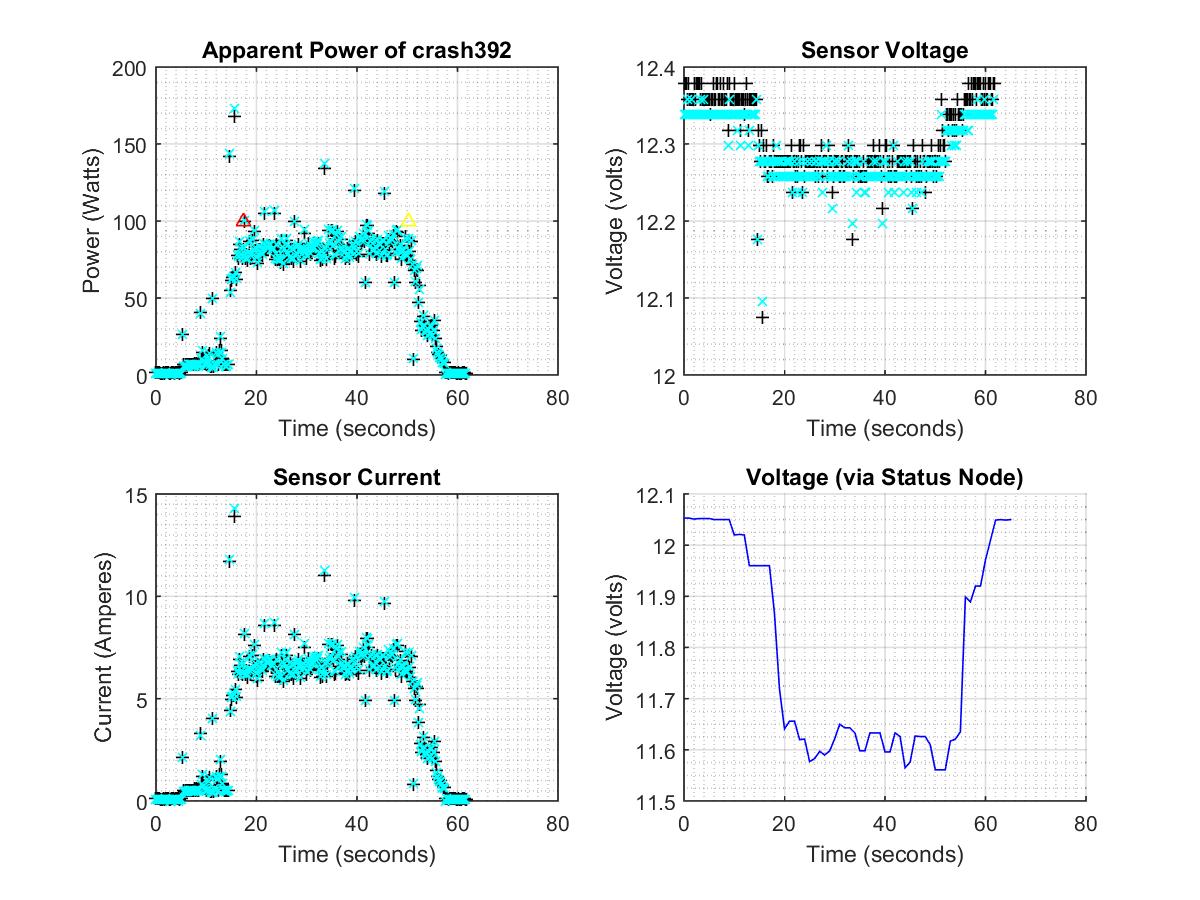 Apparent Power of crash392
200
150
100
50
0
Power (Watts)
0 20 40 60 80
Time (seconds)
Sensor Voltage
12.4
12.3
12.2
12.1
12
Voltage (volts)
0 20 40 60 80
Time (seconds)
Sensor Current
15
10
5
0
Current (Amperes)
0 20 40 60 80
Time (seconds)
Voltage (via Status Node)
12.1
12
11.9
11.8
11.7
11.6
11.5
Voltage (volts)
0 20 40 60 80
Time (seconds)